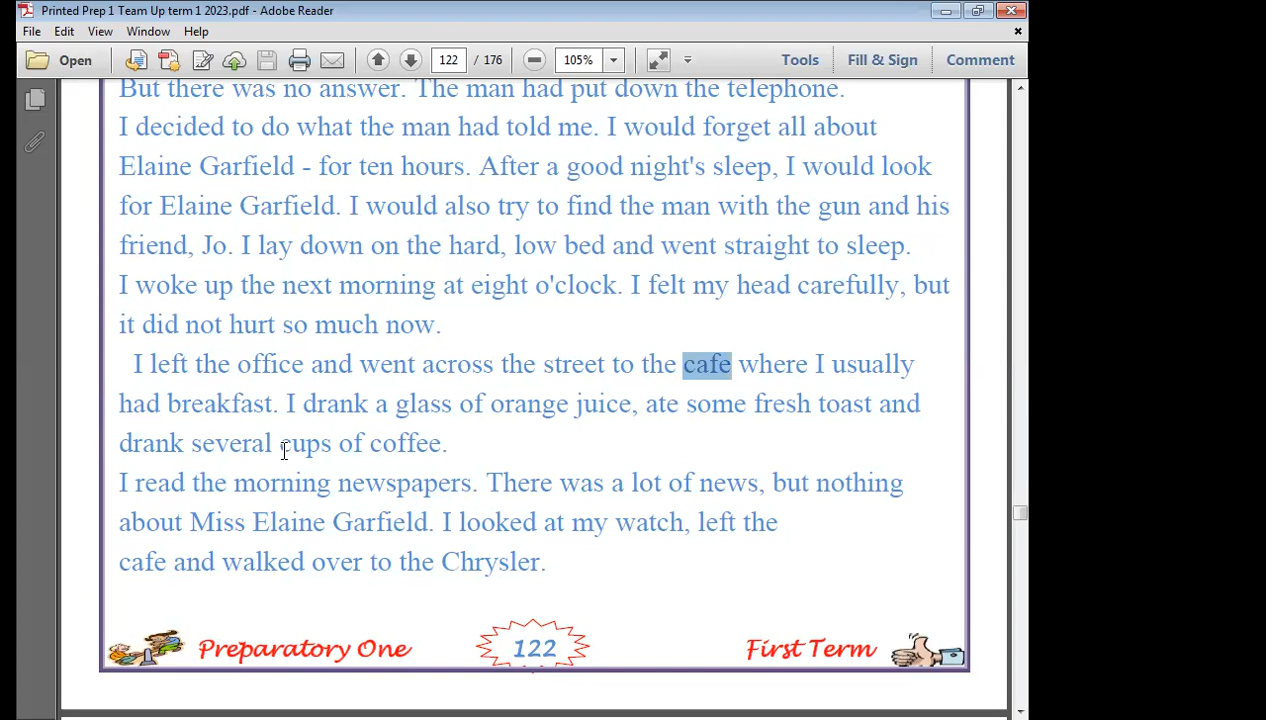 Printed Prep 1 Team Up term 1 2023.pdf - Adobe Reader
File Edit View Window Help
Open 122 / 176 105% Tools Fill & Sign Comment
But there was no answer. The man had put down the telephone.
I decided to do what the man had told me. I would forget all about
Elaine Garfield - for ten hours. After a good night's sleep, I would look
for Elaine Garfield. I would also try to find the man with the gun and his
friend, Jo. I lay down on the hard, low bed and went straight to sleep.
I woke up the next morning at eight o'clock. I felt my head carefully, but
it did not hurt so much now.
I left the office and went across the street to the cafe where I usually
had breakfast. I drank a glass of orange juice, ate some fresh toast and
drank several cups of coffee.
I read the morning newspapers. There was a lot of news, but nothing
about Miss Elaine Garfield. I looked at my watch, left the
cafe and walked over to the Chrysler.
Preparatory One 122 First Term